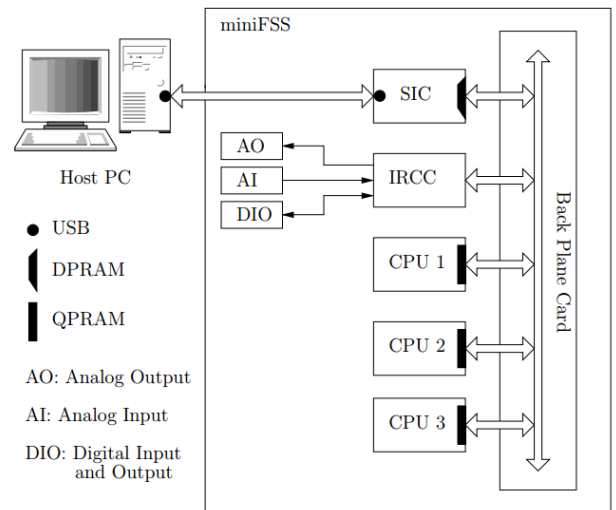 miniFSS
SIC
AO
AI
DIO
IRCC
CPU 1
CPU 2
CPU 3
Back Plane Card
Host PC
USB
DPRAM
QPRAM
AO: Analog Output
AI: Analog Input
DIO: Digital Input
and Output